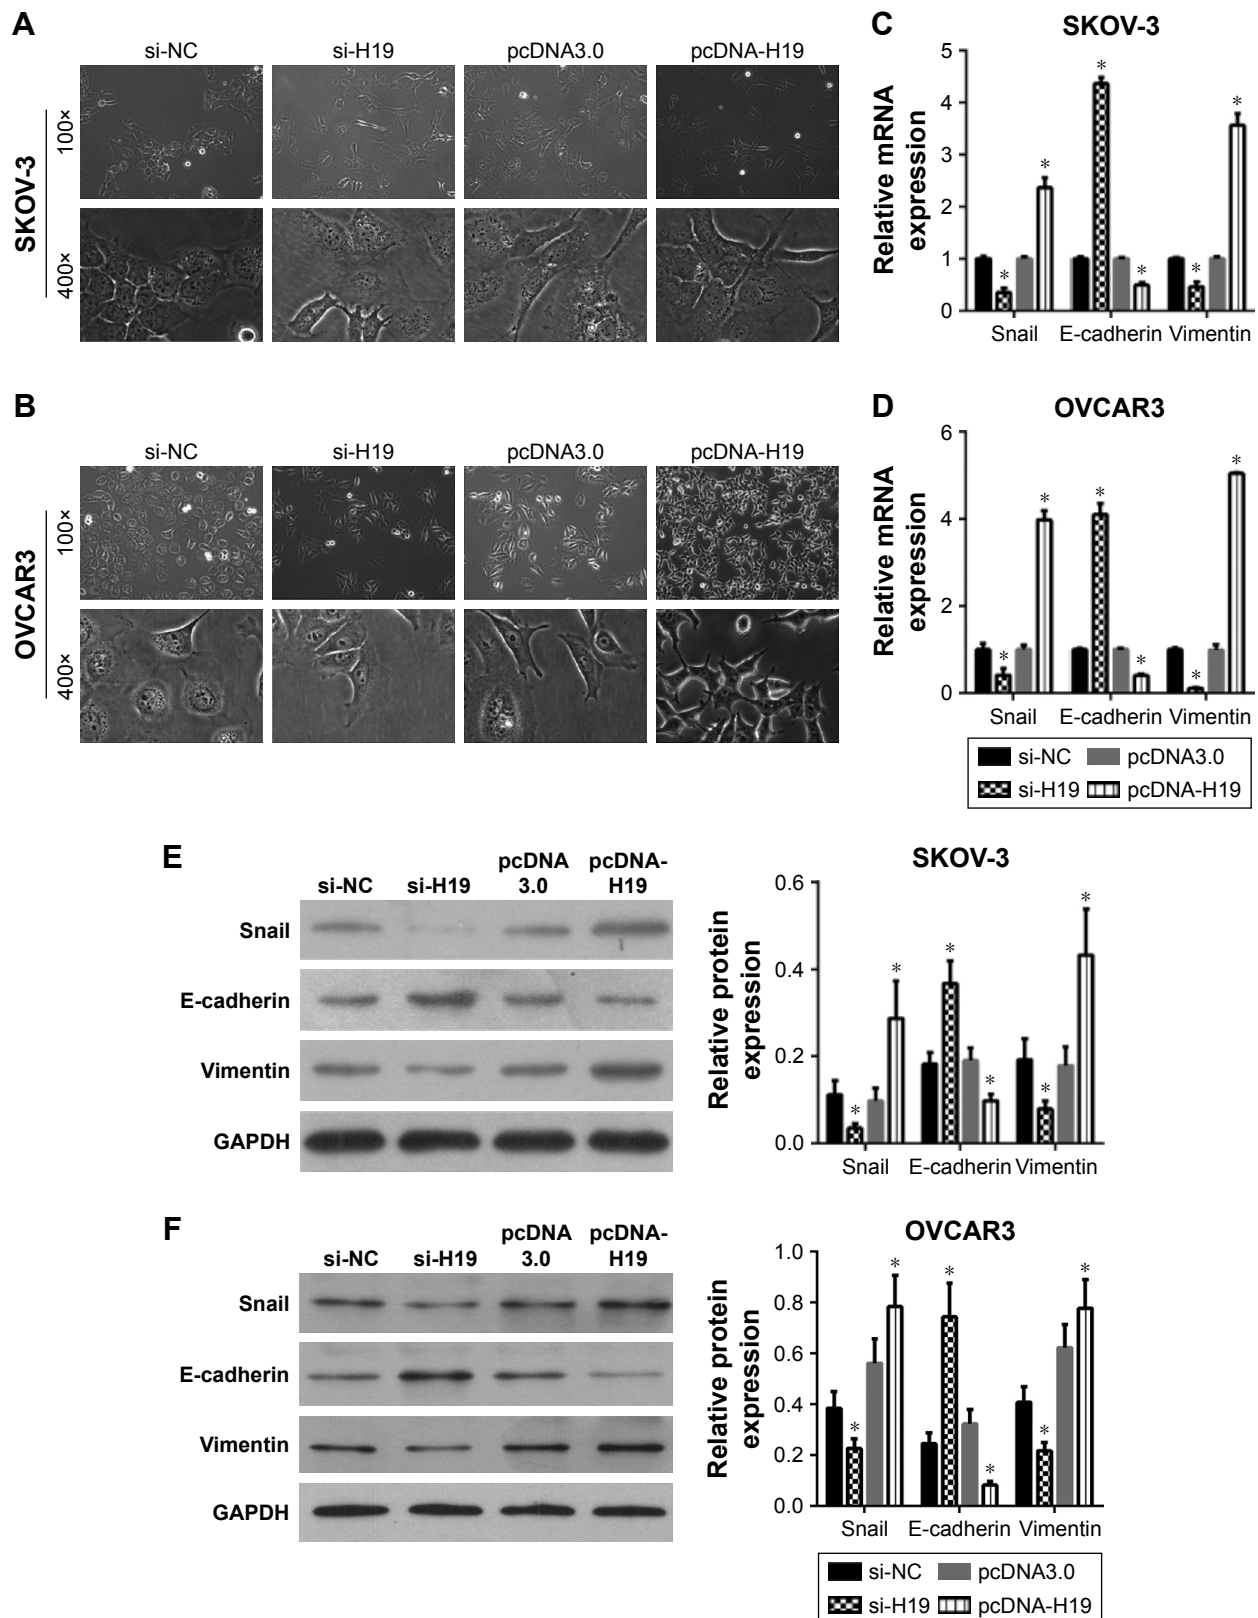 A
si-NC si-H19 pcDNA3.0 pcDNA-H19
SKOV-3
100×
400×
B
si-NC si-H19 pcDNA3.0 pcDNA-H19
OVCAR3
100×
400×
C
SKOV-3
Relative mRNA
expression
5
4
3
2
1
0
* * * * * *
Snail E-cadherin Vimentin
D
OVCAR3
Relative mRNA
expression
6
4
2
0
* * * * * *
Snail E-cadherin Vimentin
si-NC pcDNA3.0
si-H19 pcDNA-H19
E
si-NC si-H19 pcDNA 3.0 pcDNA-H19
Snail
E-cadherin
Vimentin
GAPDH
SKOV-3
Relative protein
expression
0.6
0.4
0.2
0.0
* * * * * *
Snail E-cadherin Vimentin
F
si-NC si-H19 pcDNA 3.0 pcDNA-H19
Snail
E-cadherin
Vimentin
GAPDH
OVCAR3
Relative protein
expression
1.0
0.8
0.6
0.4
0.2
0.0
* * * * * *
Snail E-cadherin Vimentin
si-NC pcDNA3.0
si-H19 pcDNA-H19